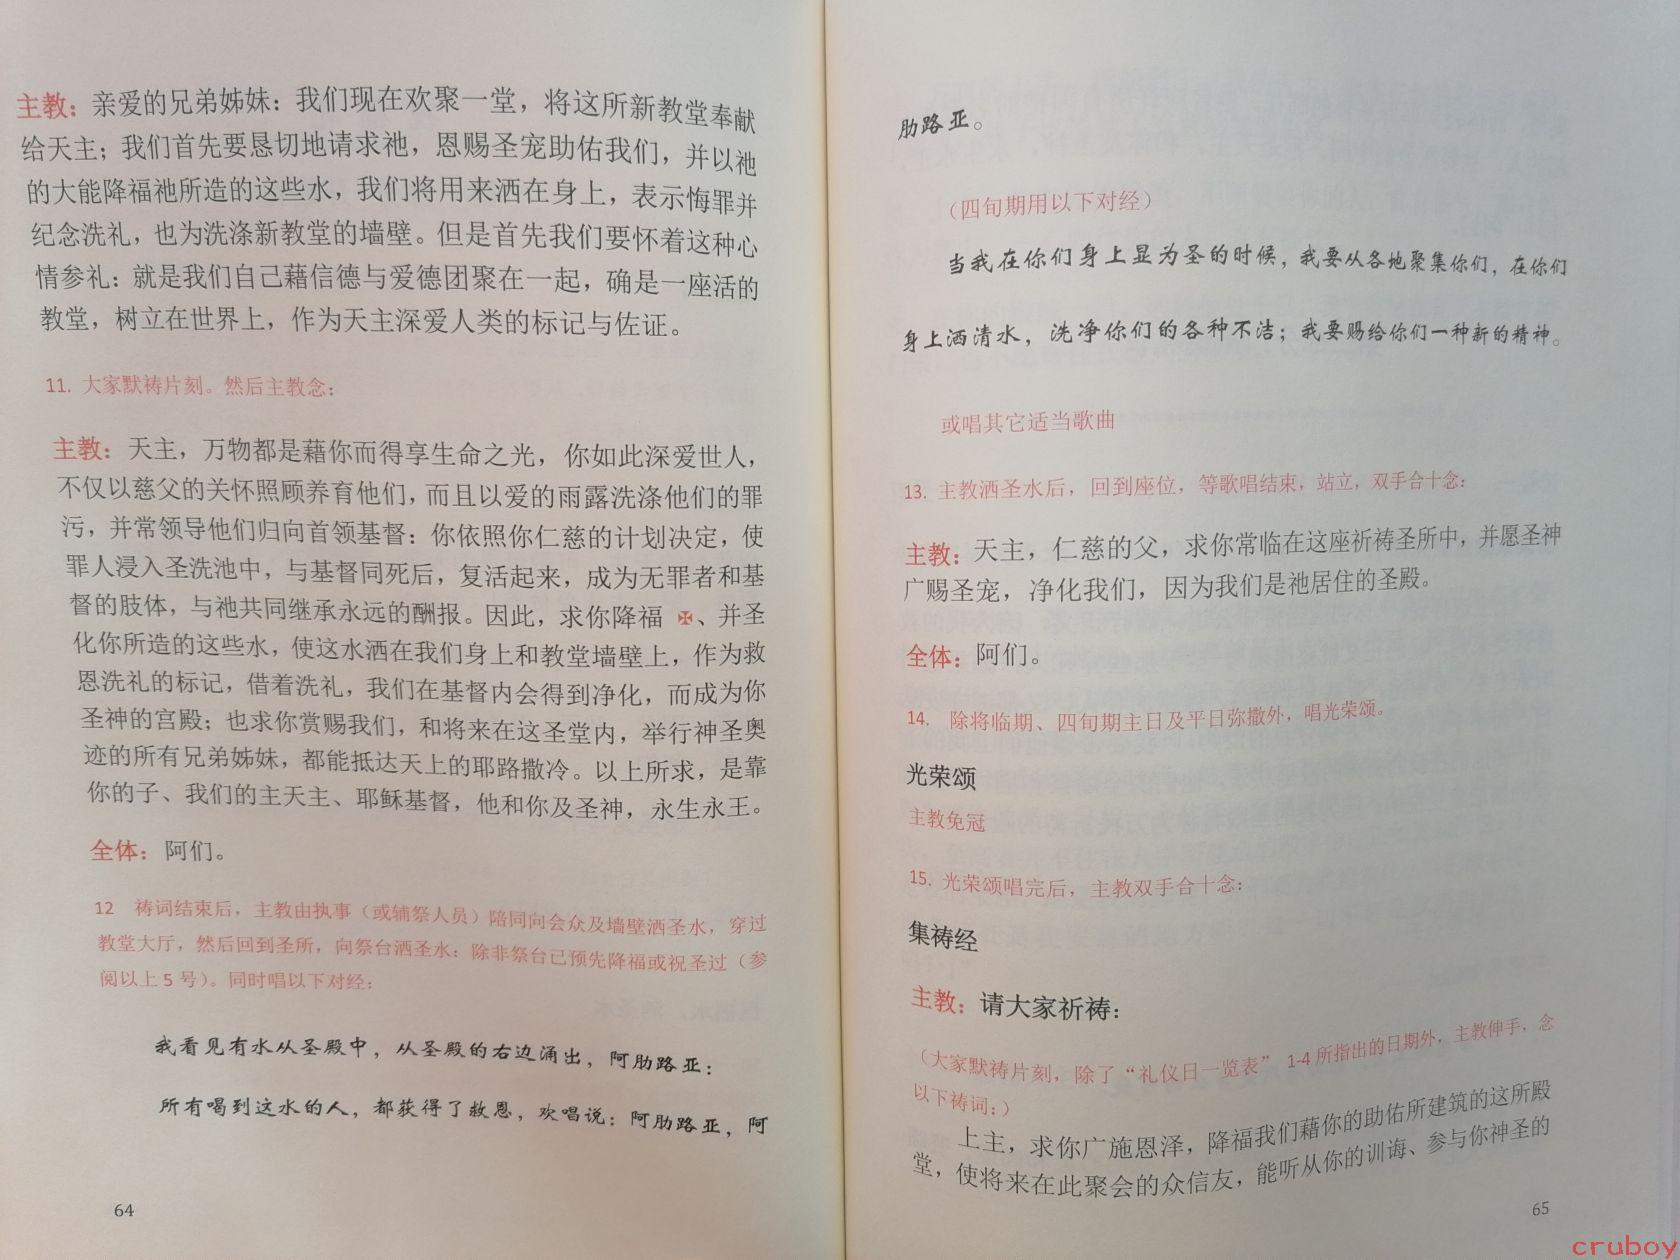 主教：亲爱的兄弟姊妹：我们现在欢聚一堂，将这所新教堂奉献
给天主；我们首先要恳切地请求祂，恩赐圣宠助佑我们，并以祂
的大能降福祂所造的这些水，我们将用来洒在身上，表示悔罪并
纪念洗礼，也为洗涤新教堂的墙壁。但是首先我们要怀着这种心
情参礼：就是我们自己藉信德与爱德团聚在一起，确是一座活的
教堂，树立在世界上，作为天主深爱人类的标记与佐证。
11. 大家默祷片刻。然后主教念：
主教：天主，万物都是藉你而得享生命之光，你如此深爱世人，
不仅以慈父的关怀照顾养育他们，而且以爱的雨露洗涤他们的罪
污，并常领导他们归向首领基督：你依照你仁慈的计划决定，使
罪人浸入圣洗池中，与基督同死后，复活起来，成为无罪者和基
督的肢体，与祂共同继承永远的酬报。因此，求你降福 ✠、并圣
化你所造的这些水，使这水洒在我们身上和教堂墙壁上，作为救
恩洗礼的标记，借着洗礼，我们在基督内会得到净化，而成为你
圣神的宫殿；也求你赏赐我们，和将来在这圣堂内，举行神圣奥
迹的所有兄弟姊妹，都能抵达天上的耶路撒冷。以上所求，是靠
你的子、我们的主天主、耶稣基督，他和你及圣神，永生永王。
全体：阿们。
12 祷词结束后，主教由执事（或辅祭人员）陪同向会众及墙壁洒圣水，穿过
教堂大厅，然后回到圣所，向祭台洒圣水：除非祭台已预先降福或祝圣过（参
阅以上 5 号）。同时唱以下对经：
我看见有水从圣殿中，从圣殿的右边涌出，阿肋路亚：
所有喝到这水的人，都获得了救恩，欢唱说：阿肋路亚，阿
64
肋路亚。
（四旬期用以下对经）
当我在你们身上显为圣的时候，我要从各地聚集你们，在你们
身上洒清水，洗净你们的各种不洁；我要赐给你们一种新的精神。
或唱其它适当歌曲
13. 主教洒圣水后，回到座位，等歌唱结束，站立，双手合十念：
主教：天主，仁慈的父，求你常临在这座祈祷圣所中，并愿圣神
广赐圣宠，净化我们，因为我们是祂居住的圣殿。
全体：阿们。
14. 除将临期、四旬期主日及平日弥撒外，唱光荣颂。
光荣颂
主教免冠
15. 光荣颂唱完后，主教双手合十念：
集祷经
主教：请大家祈祷：
（大家默祷片刻，除了“礼仪日一览表” 1-4 所指出的日期外，主教伸手，念
以下祷词：）
上主，求你广施恩泽，降福我们藉你的助佑所建筑的这所殿
堂，使将来在此聚会的众信友，能听从你的训诲、参与你神圣的
65
cruboy